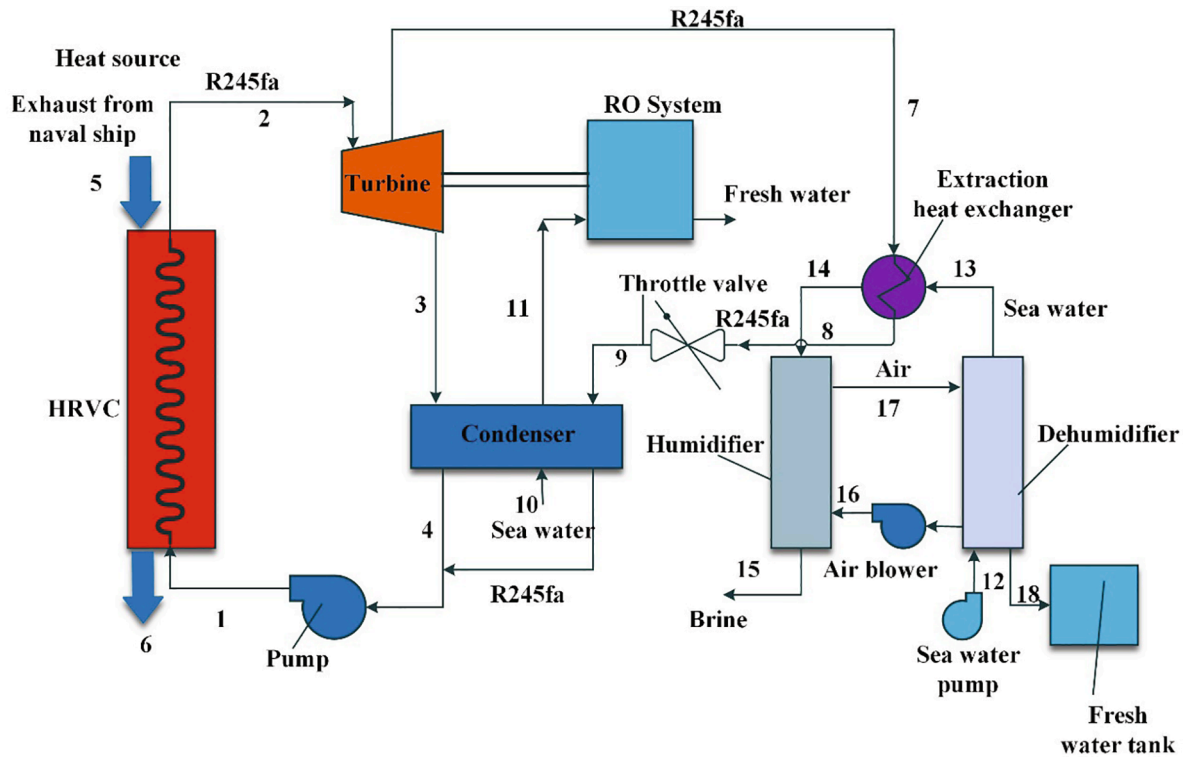 R245fa
Heat source
R245fa
2
Exhaust from
naval ship
5
RO System
7
Turbine
Fresh water
Extraction
heat exchanger
3
11
Throttle valve
14
13
R245fa
8
Sea water
9
Air
17
HRVC
Condenser
Humidifier
Dehumidifier
10
Sea water
4
16
15
Air blower
R245fa
12
18
1
Brine
6
Pump
Sea water
pump
Fresh
water tank